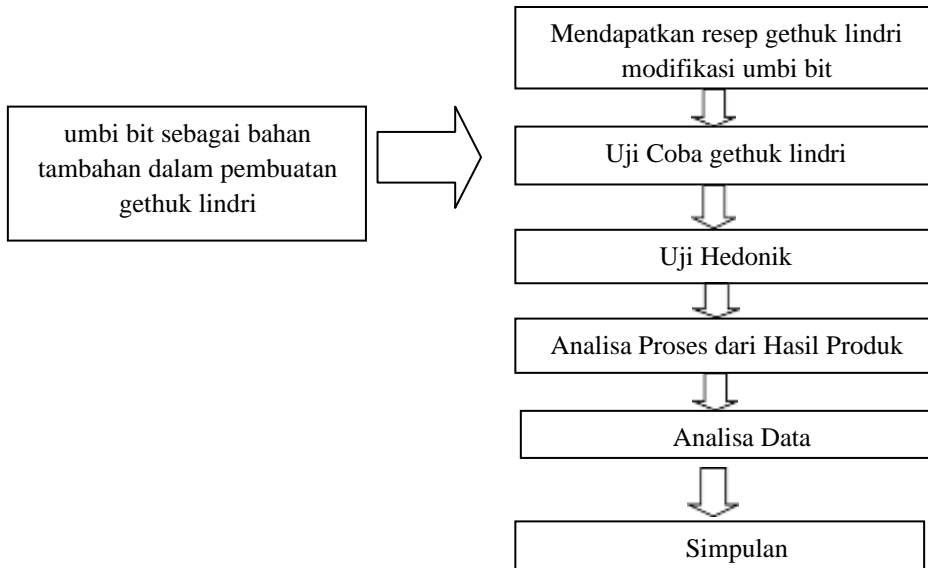 umbi bit sebagai bahan
tambahan dalam pembuatan
gethuk lindri
Mendapatkan resep gethuk lindri
modifikasi umbi bit
Uji Coba gethuk lindri
Uji Hedonik
Analisa Proses dari Hasil Produk
Analisa Data
Simpulan